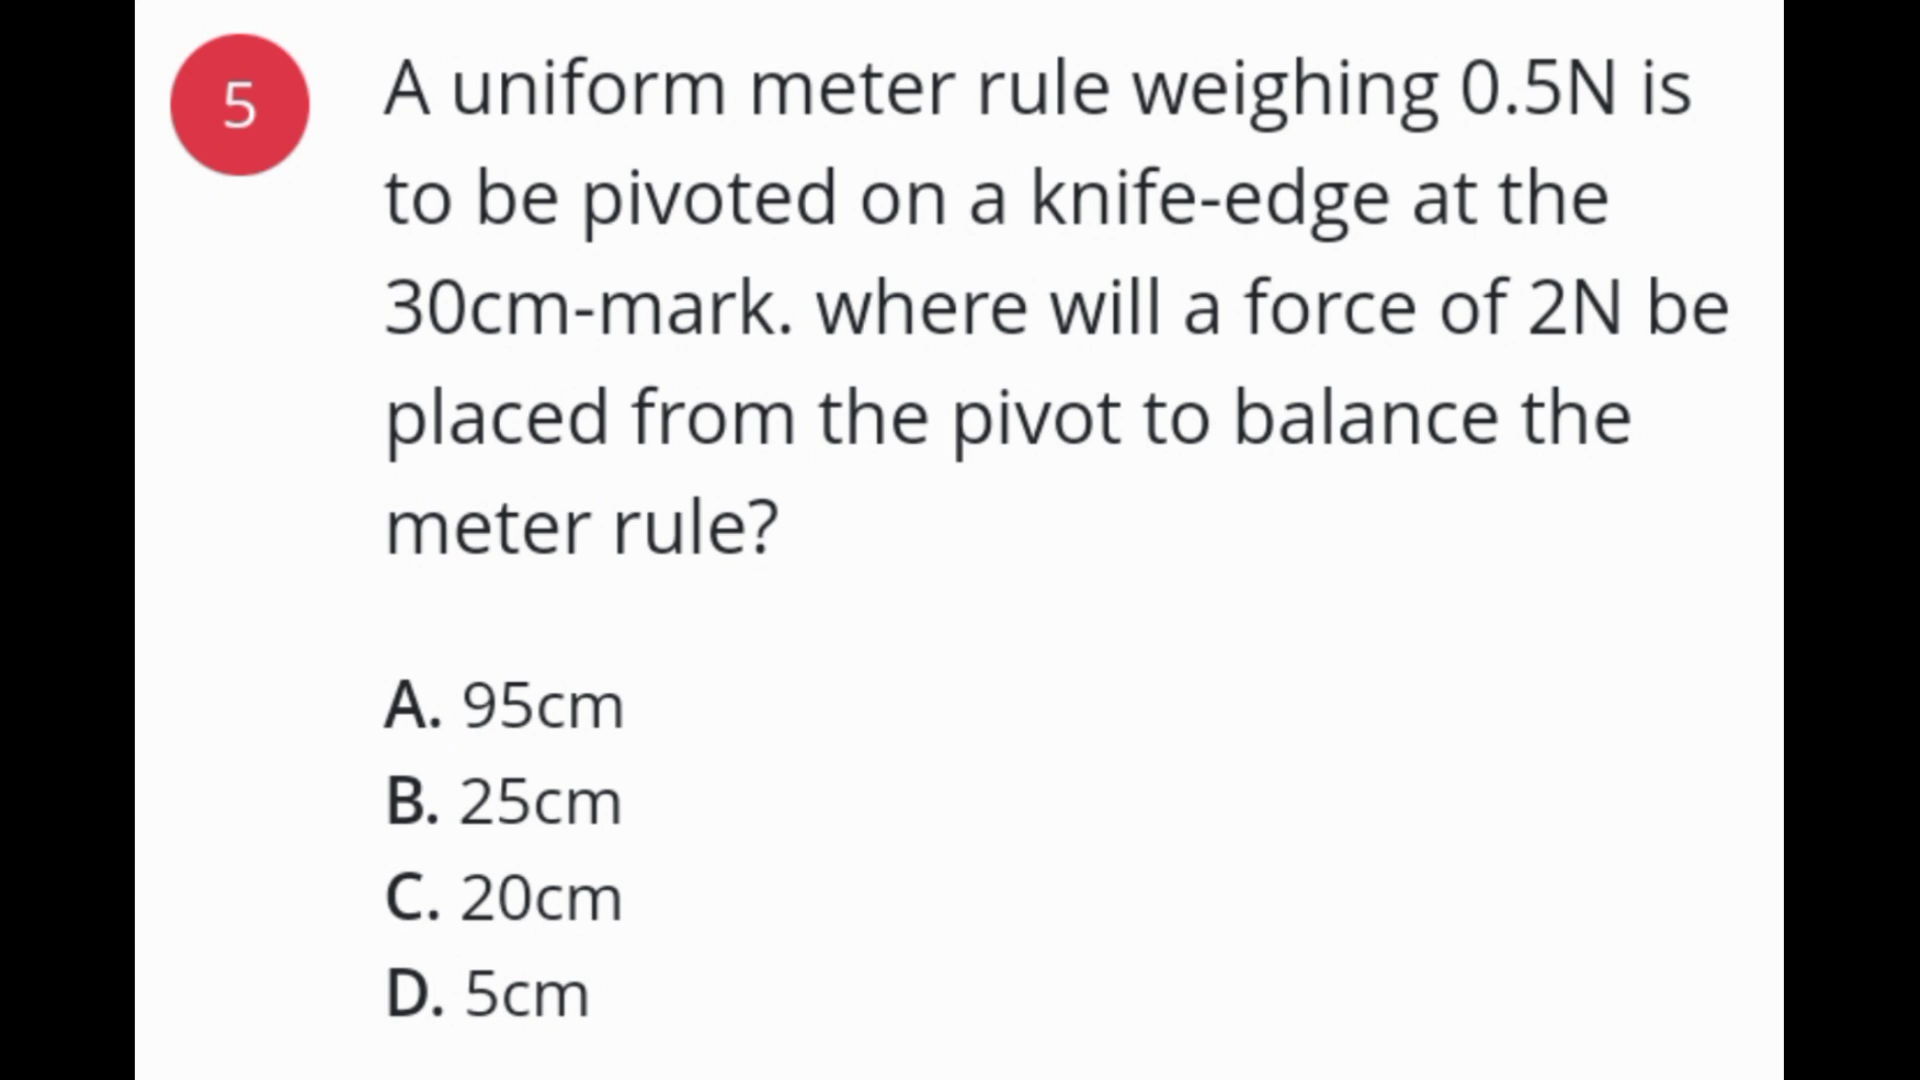 5
A uniform meter rule weighing 0.5N is
to be pivoted on a knife-edge at the
30cm-mark. where will a force of 2N be
placed from the pivot to balance the
meter rule?
A. 95cm
B. 25cm
C. 20cm
D. 5cm